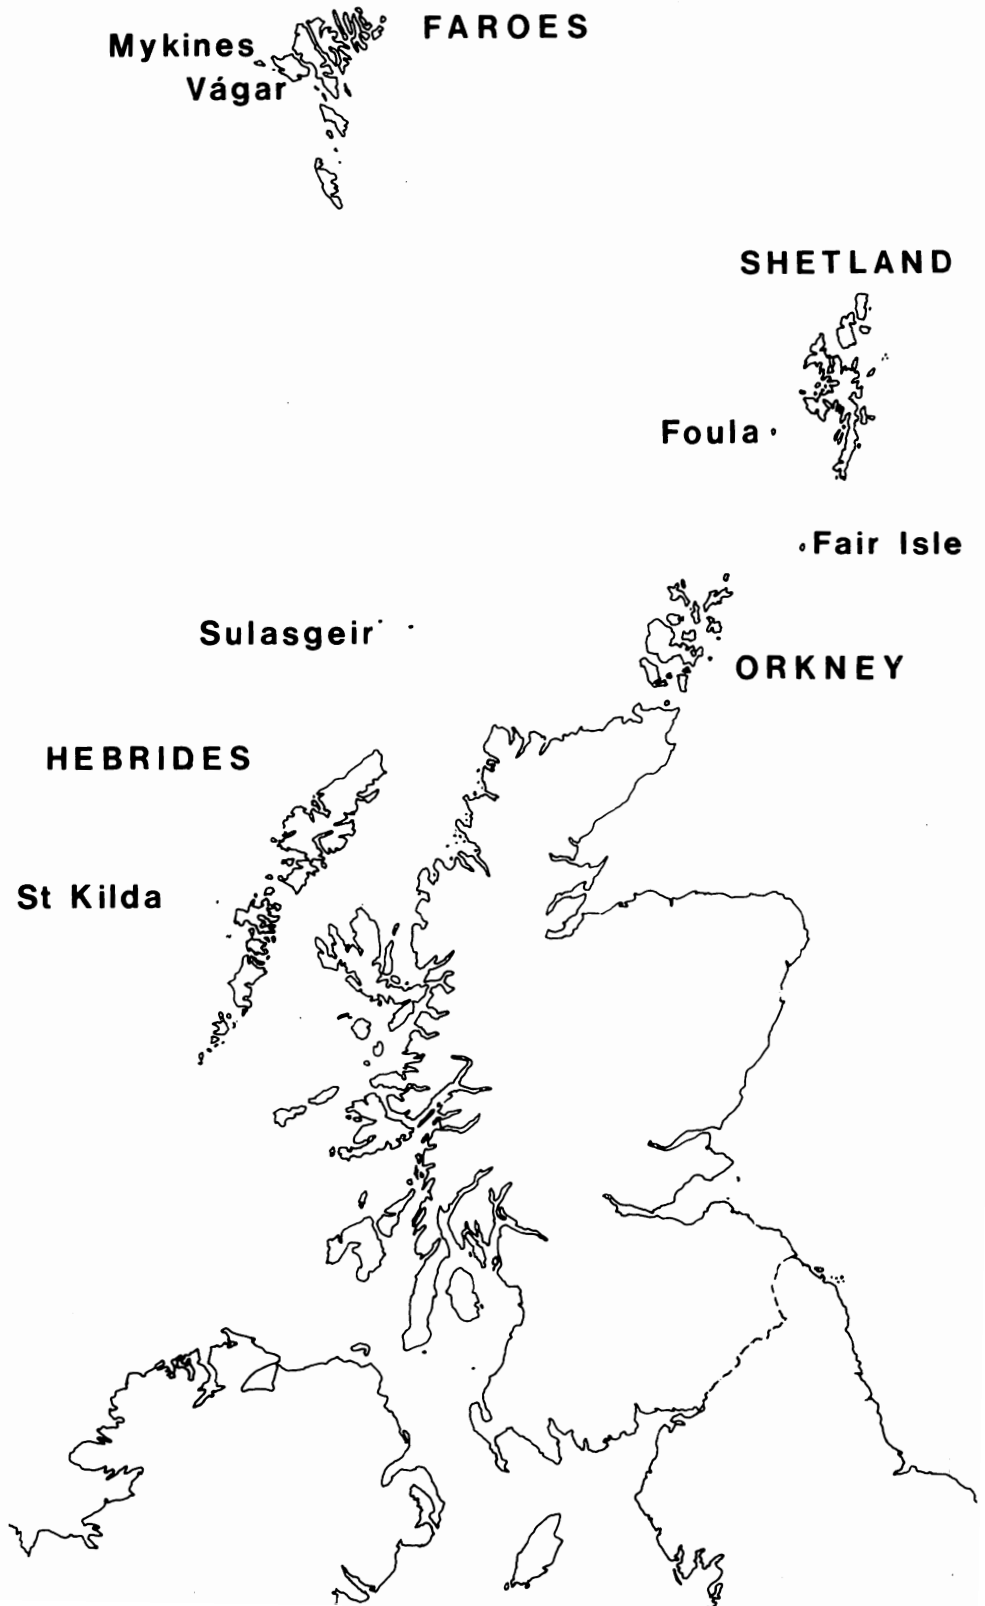 FAROES
Mykines
Vágar
SHETLAND
Foula
Fair Isle
Sulasgeir
ORKNEY
HEBRIDES
St Kilda